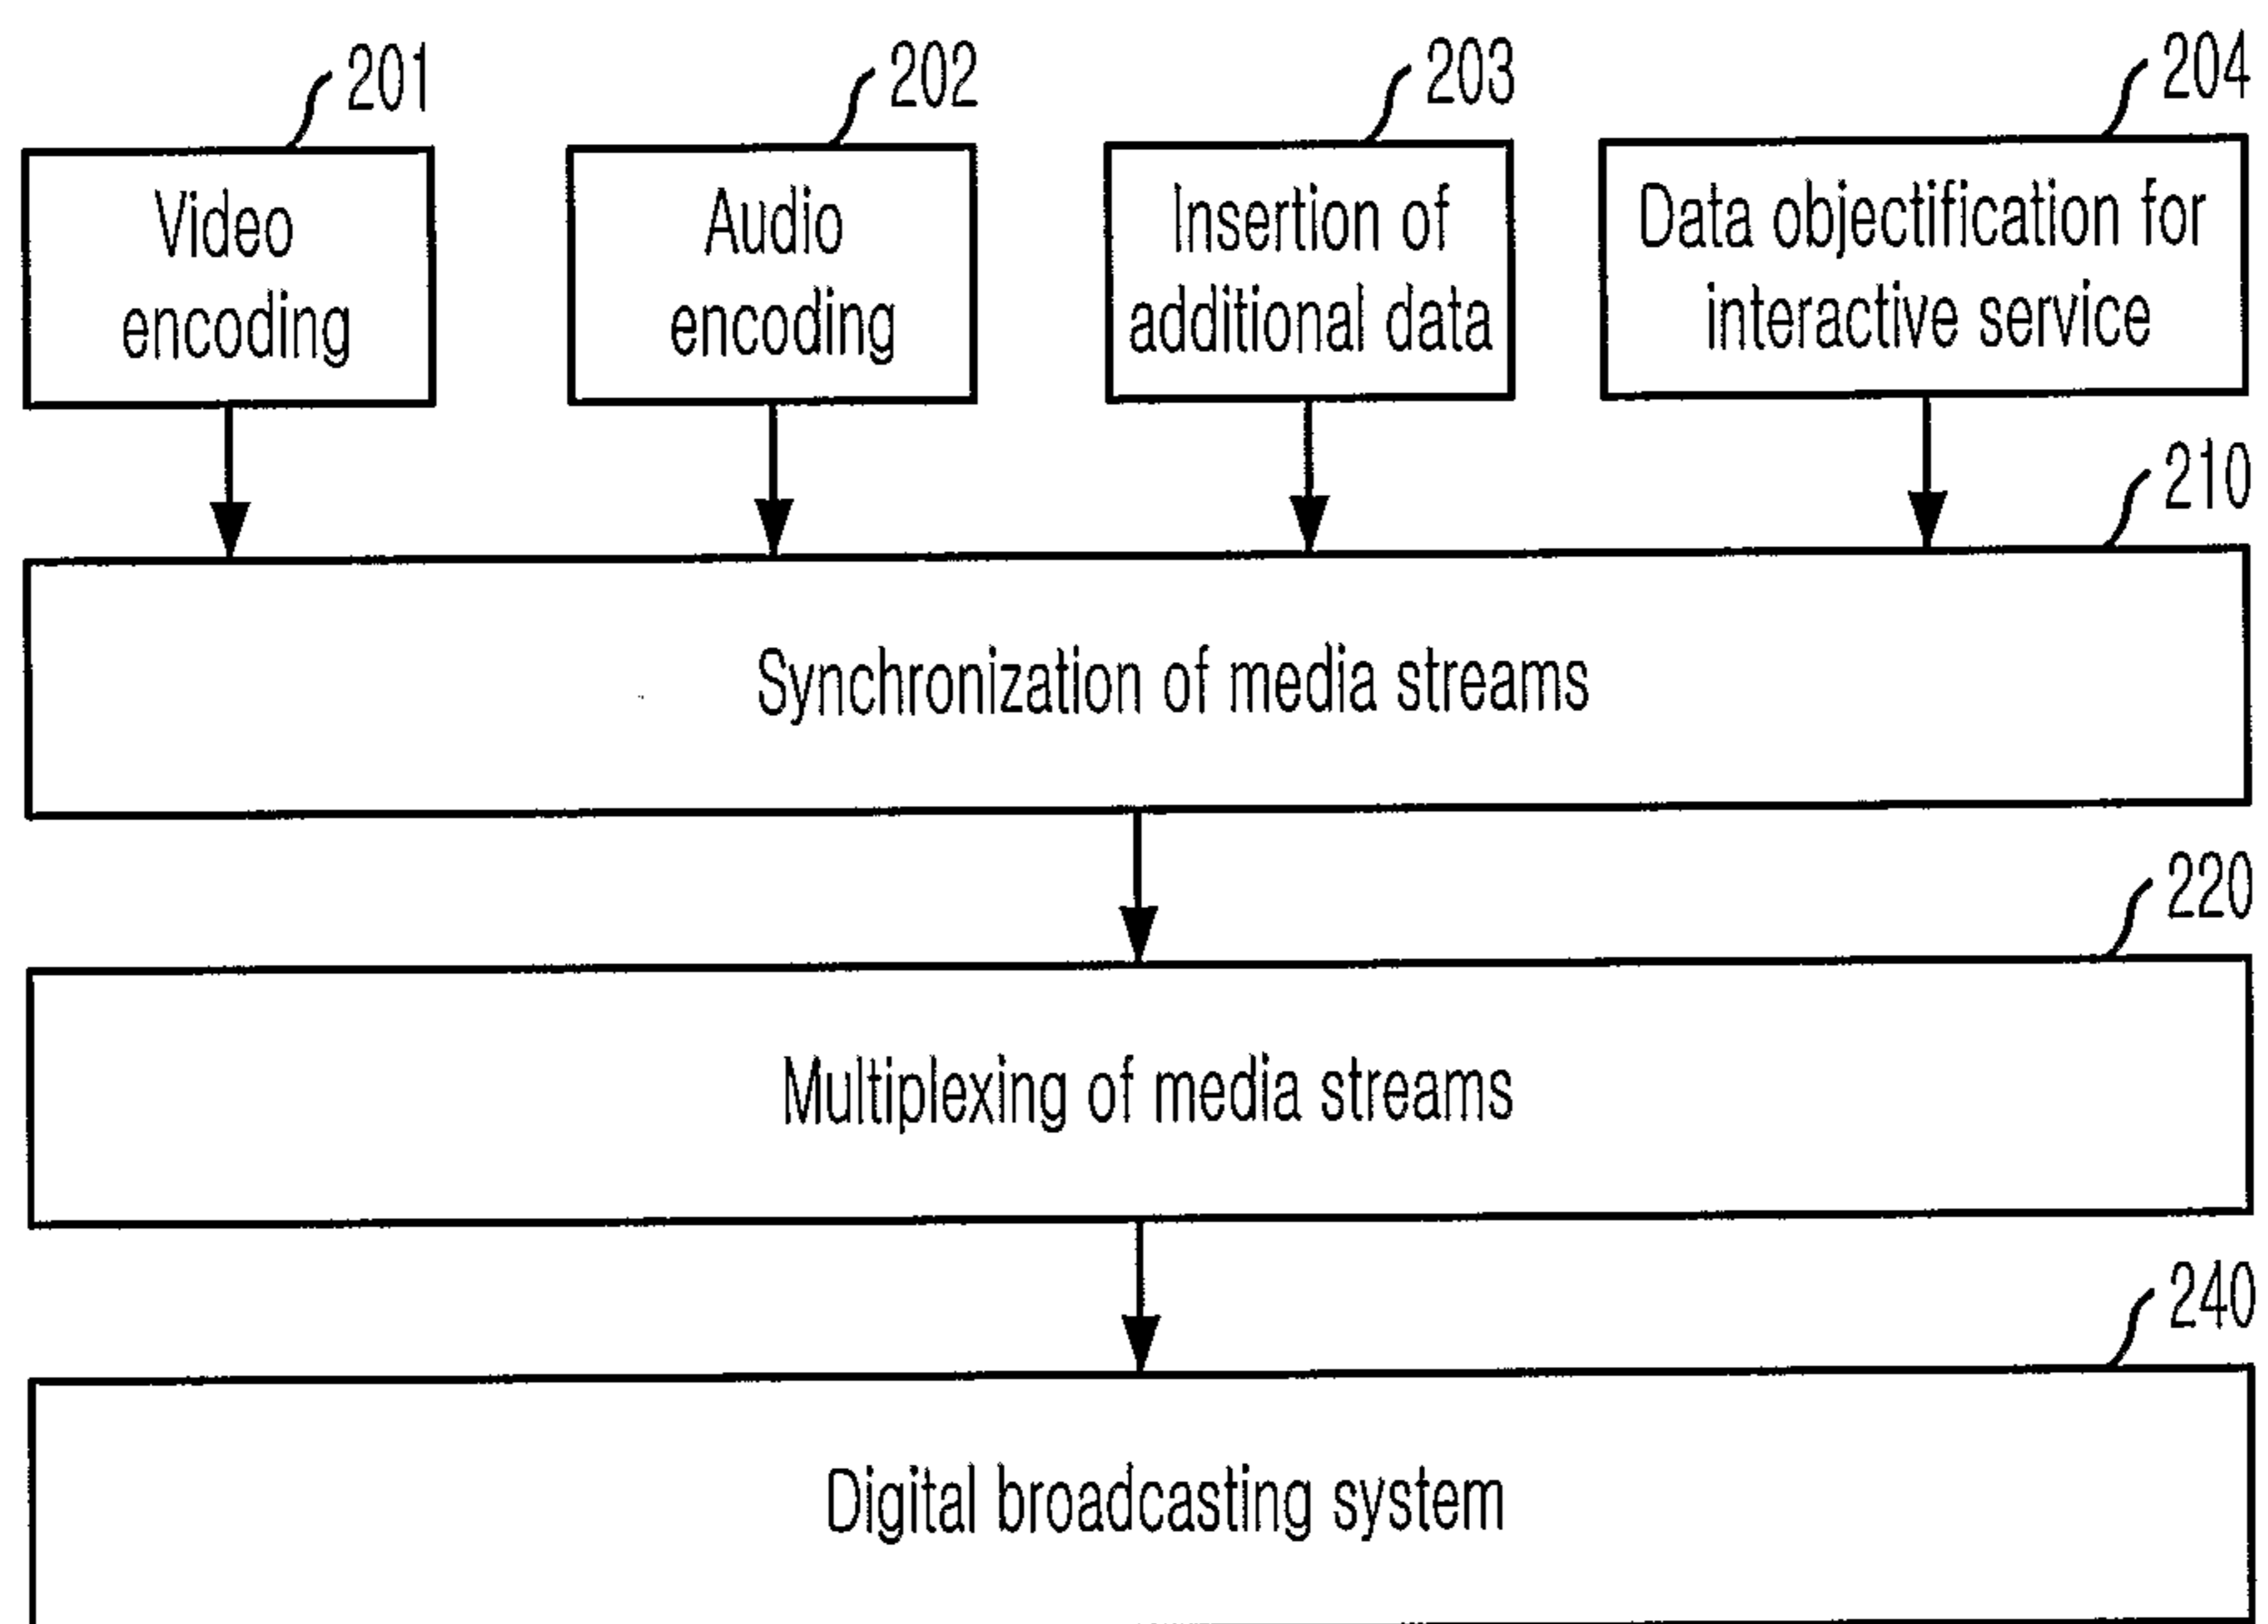 201
202
203
204
Video
encoding
Audio
encoding
Insertion of
additional data
Data objectification for
interactive service
210
Synchronization of media streams
220
Multiplexing of media streams
240
Digital broadcasting system